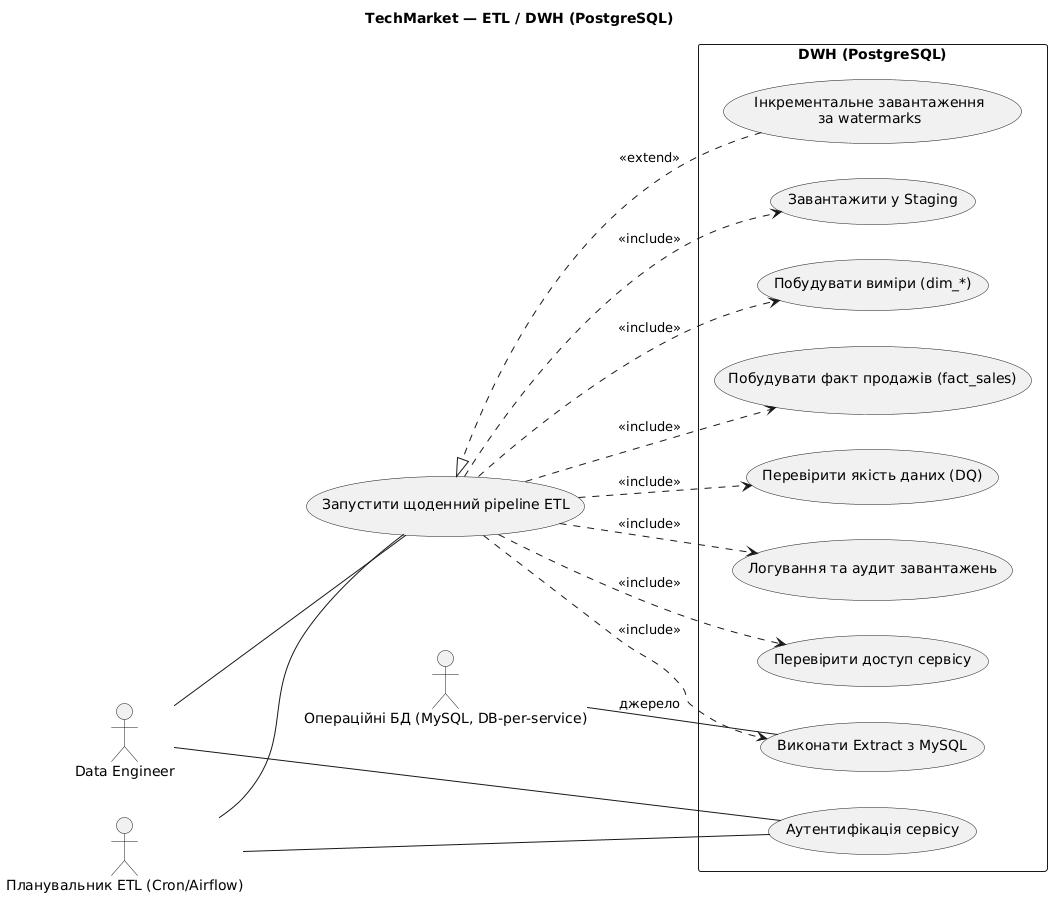 TechMarket — ETL / DWH (PostgreSQL)
DWH (PostgreSQL)
Інкрементальне завантаження
за watermarks
«extend»
Завантажити у Staging
«include»
Побудувати виміри (dim_*)
«include»
Побудувати факт продажів (fact_sales)
«include»
Перевірити якість даних (DQ)
«include»
Запустити щоденний pipeline ETL
«include»
Логування та аудит завантажень
«include»
Перевірити доступ сервісу
«include»
джерело
Операційні БД (MySQL, DB-per-service)
Виконати Extract з MySQL
Data Engineer
Аутентифікація сервісу
Планувальник ETL (Cron/Airflow)